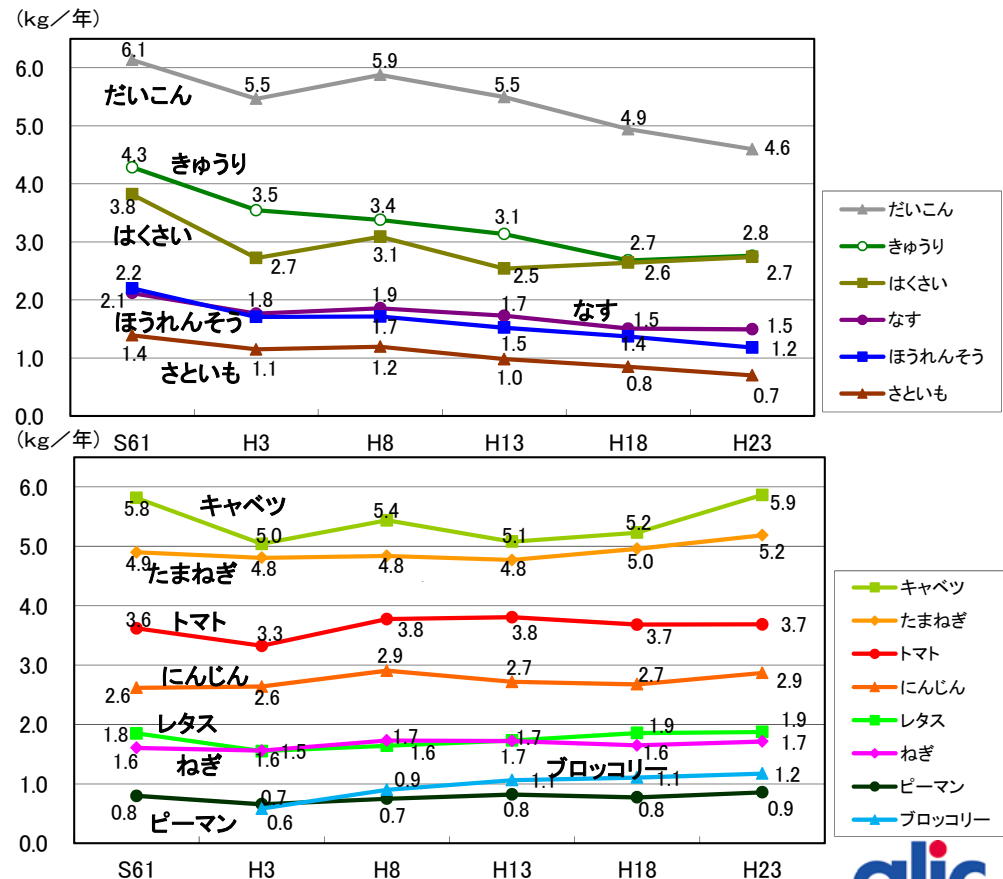 (kg/年)
6.0
5.0
4.0
3.0
2.0
1.0
0.0
6.1 5.5 5.9 5.5 4.9 4.6
だいこん
4.3 3.5 3.4 3.1 2.7 2.8
きゅうり
3.8 2.7 3.1 2.5 2.6 2.7
はくさい
2.2 1.8 1.9 1.7 1.5 1.5
なす
2.1 1.7 1.5 1.4 1.2
ほうれんそう
1.4 1.1 1.2 1.0 0.8 0.7
さといも
だいこん
きゅうり
はくさい
なす
ほうれんそう
さといも
(kg/年) S61 H3 H8 H13 H18 H23
6.0
5.0
4.0
3.0
2.0
1.0
0.0
5.8 5.0 5.4 5.1 5.2 5.9
キャベツ
4.9 4.8 4.8 4.8 5.0 5.2
たまねぎ
3.6 3.3 3.8 3.8 3.7 3.7
トマト
2.6 2.6 2.9 2.7 2.7 2.9
にんじん
1.8 1.5 1.6 1.7 1.9 1.9
レタス
1.6 1.6 1.7 1.7 1.6 1.7
ねぎ
0.6 0.9 1.1 1.1 1.2
ブロッコリー
0.8 0.7 0.7 0.8 0.8 0.9
ピーマン
S61 H3 H8 H13 H18 H23
キャベツ
たまねぎ
トマト
にんじん
レタス
ねぎ
ピーマン
ブロッコリー
alic